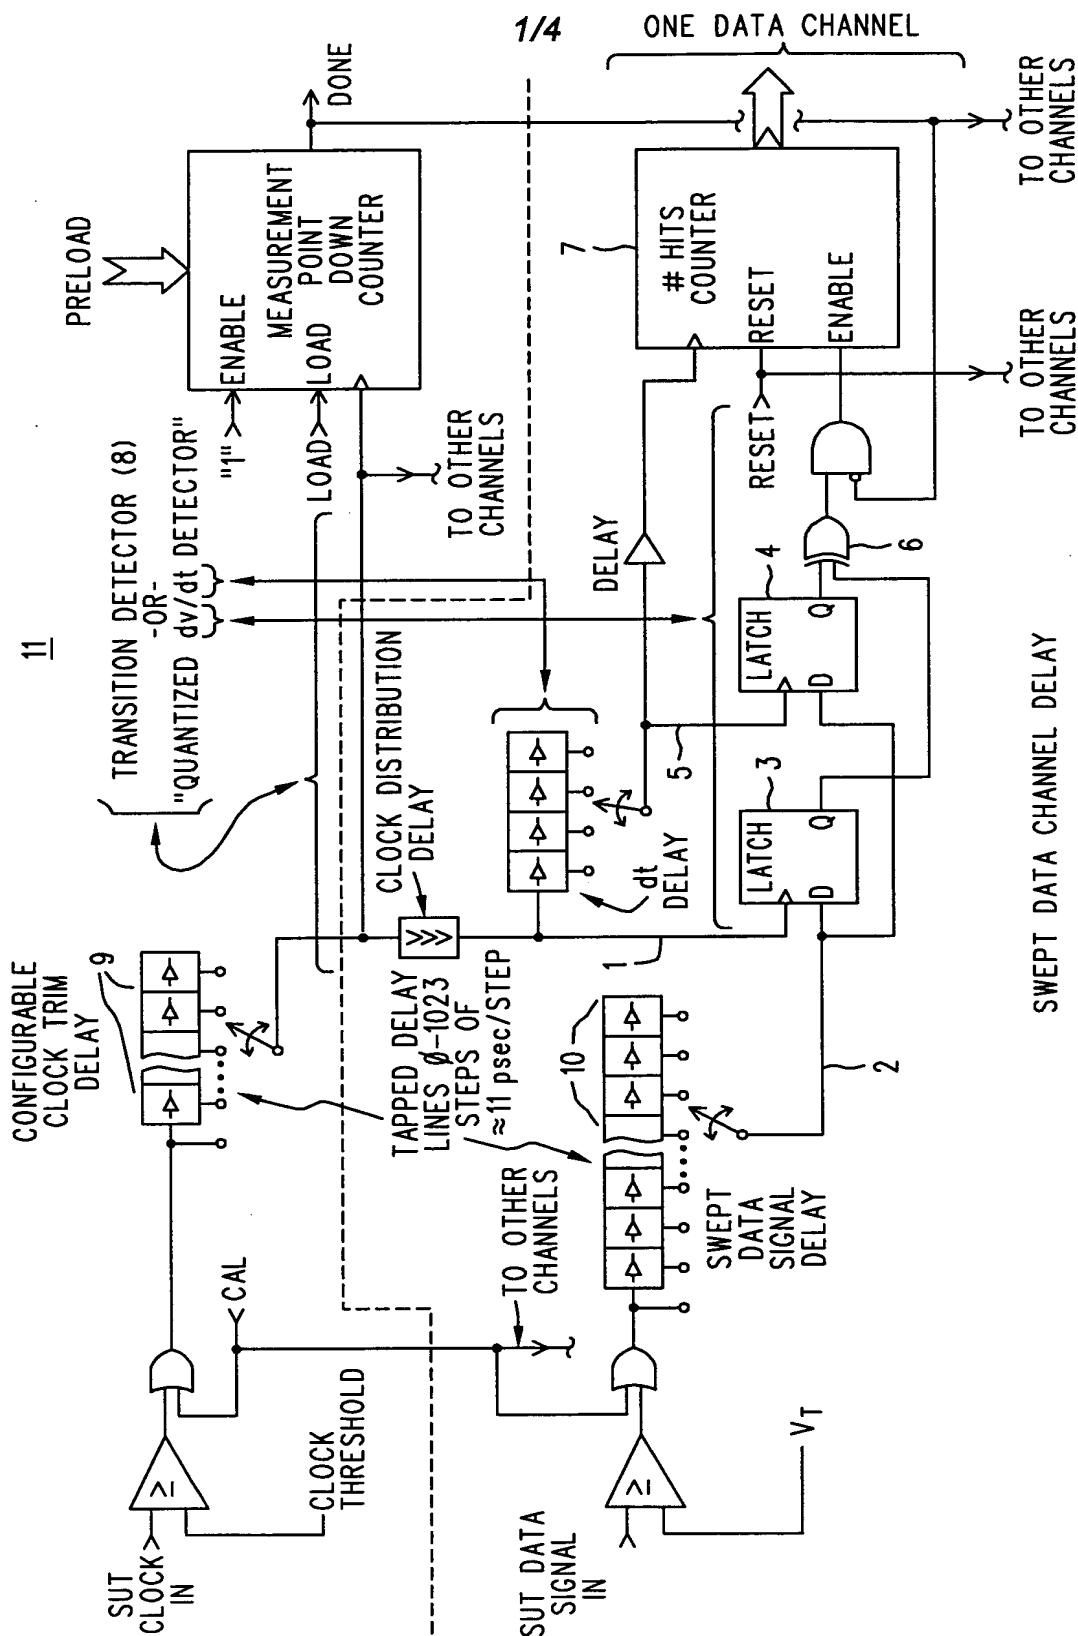 1/4
11
TRANSITION DETECTOR (8)
-OR-
"QUANTIZED dv/dt DETECTOR"
PRELOAD
"1"
ENABLE
MEASUREMENT
POINT
DOWN
COUNTER
LOAD
LOAD
DONE
TO OTHER
CHANNELS
CONFIGURABLE
CLOCK TRIM
DELAY
9
SUT
CLOCK
IN
≥
CLOCK
THRESHOLD
CAL
CLOCK DISTRIBUTION
DELAY
TAPPED DELAY
LINES 0-1023
STEPS OF
≈11 psec/STEP
TO OTHER
CHANNELS
dt
DELAY
DELAY
ONE DATA CHANNEL
7
# HITS
COUNTER
RESET
RESET
ENABLE
TO OTHER
CHANNELS
TO OTHER
CHANNELS
SUT DATA
SIGNAL
IN
≥
VT
10
SWEPT
DATA
SIGNAL
DELAY
1
2
LATCH
D
Q
3
5
LATCH
D
Q
4
6
SWEPT DATA CHANNEL DELAY